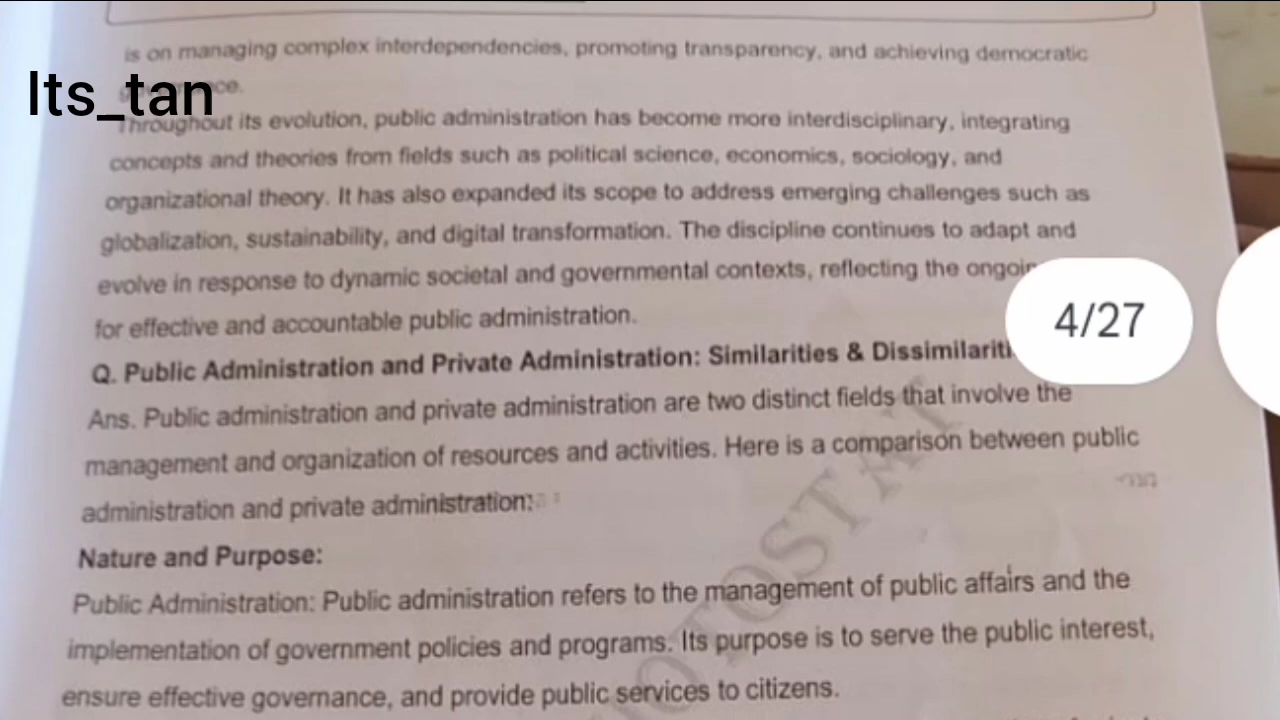 is on managing complex interdependencies, promoting transparency, and achieving democratic
Its_tan
Throughout its evolution, public administration has become more interdisciplinary, integrating
concepts and theories from fields such as political science, economics, sociology, and
organizational theory. It has also expanded its scope to address emerging challenges such as
globalization, sustainability, and digital transformation. The discipline continues to adapt and
evolve in response to dynamic societal and governmental contexts, reflecting the
for effective and accountable public administration.
4/27
Q. Public Administration and Private Administration: Similarities &
Ans. Public administration and private administration are two distinct fields that involve the
management and organization of resources and activities. Here is a comparison between public
administration and private administration:
Nature and Purpose:
Public Administration: Public administration refers to the management of public affairs and the
implementation of government policies and programs. Its purpose is to serve the public interest,
ensure effective governance, and provide public services to citizens.